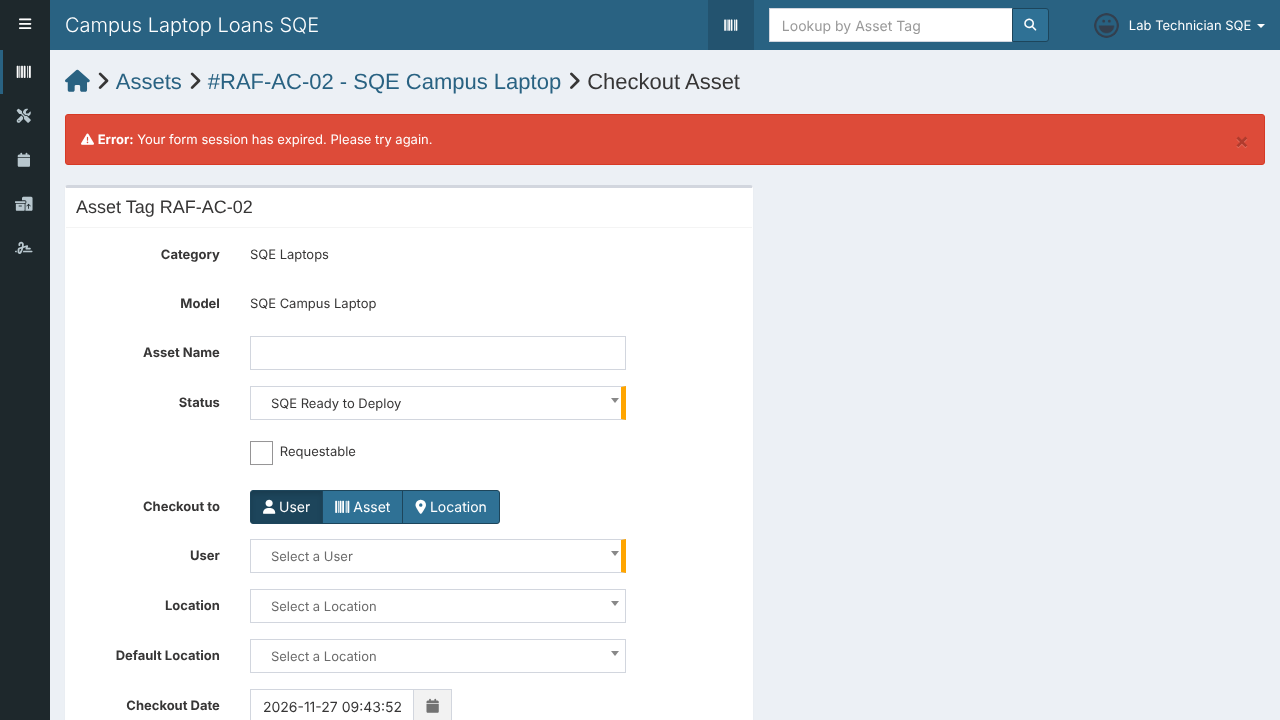 Campus Laptop Loans SQE
Lookup by Asset Tag
Lab Technician SQE
Assets
#RAF-AC-02 - SQE Campus Laptop
Checkout Asset
Error: Your form session has expired. Please try again.
×
Asset Tag RAF-AC-02
Category SQE Laptops
Model SQE Campus Laptop
Asset Name
Status SQE Ready to Deploy
Requestable
Checkout to User Asset Location
User Select a User
Location Select a Location
Default Location Select a Location
Checkout Date 2026-11-27 09:43:52